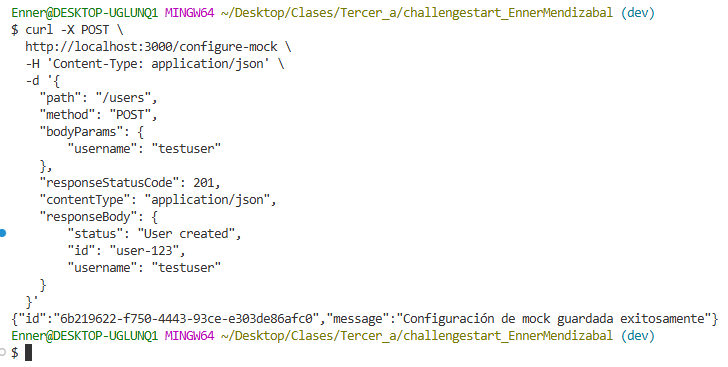 Enner@DESKTOP-UGLUNQ1 MINGW64 ~/Desktop/Clases/Tercer_a/challengestart_EnnerMendizabal (dev)
$ curl -X POST \
  http://localhost:3000/configure-mock \
  -H 'Content-Type: application/json' \
  -d '{
    "path": "/users",
    "method": "POST",
    "bodyParams": {
        "username": "testuser"
    },
    "responseStatusCode": 201,
    "contentType": "application/json",
    "responseBody": {
        "status": "User created",
        "id": "user-123",
        "username": "testuser"
    }
  }'
{"id":"6b219622-f750-4443-93ce-e303de86afc0","message":"Configuración de mock guardada exitosamente"}
Enner@DESKTOP-UGLUNQ1 MINGW64 ~/Desktop/Clases/Tercer_a/challengestart_EnnerMendizabal (dev)
$